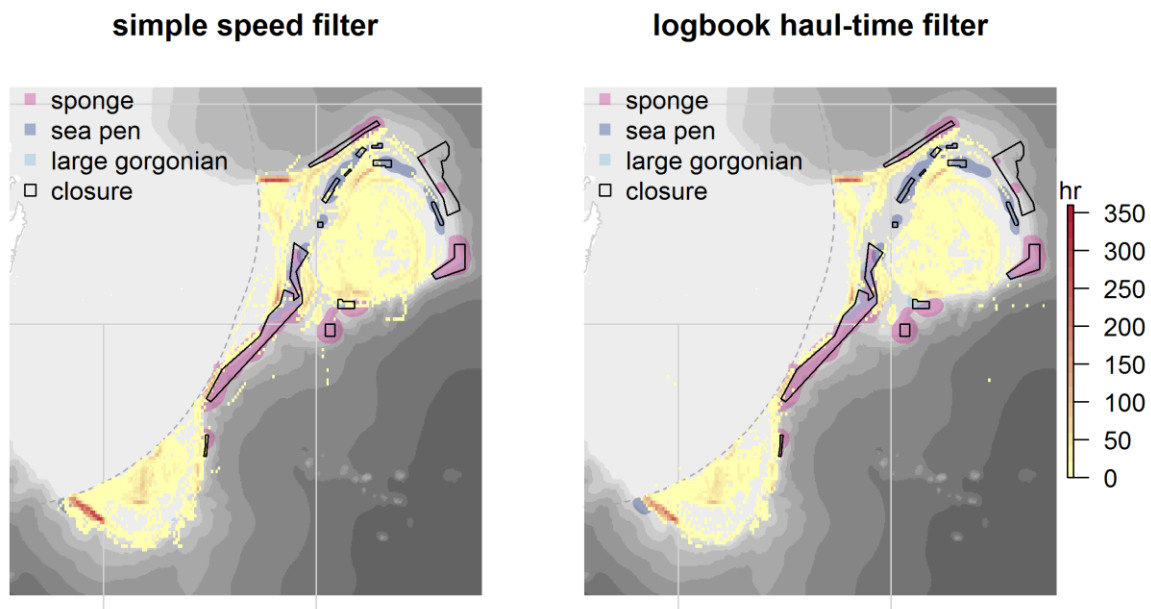 simple speed filter
logbook haul-time filter
sponge
sea pen
large gorgonian
closure
sponge
sea pen
large gorgonian
closure
hr
350
300
250
200
150
100
50
0